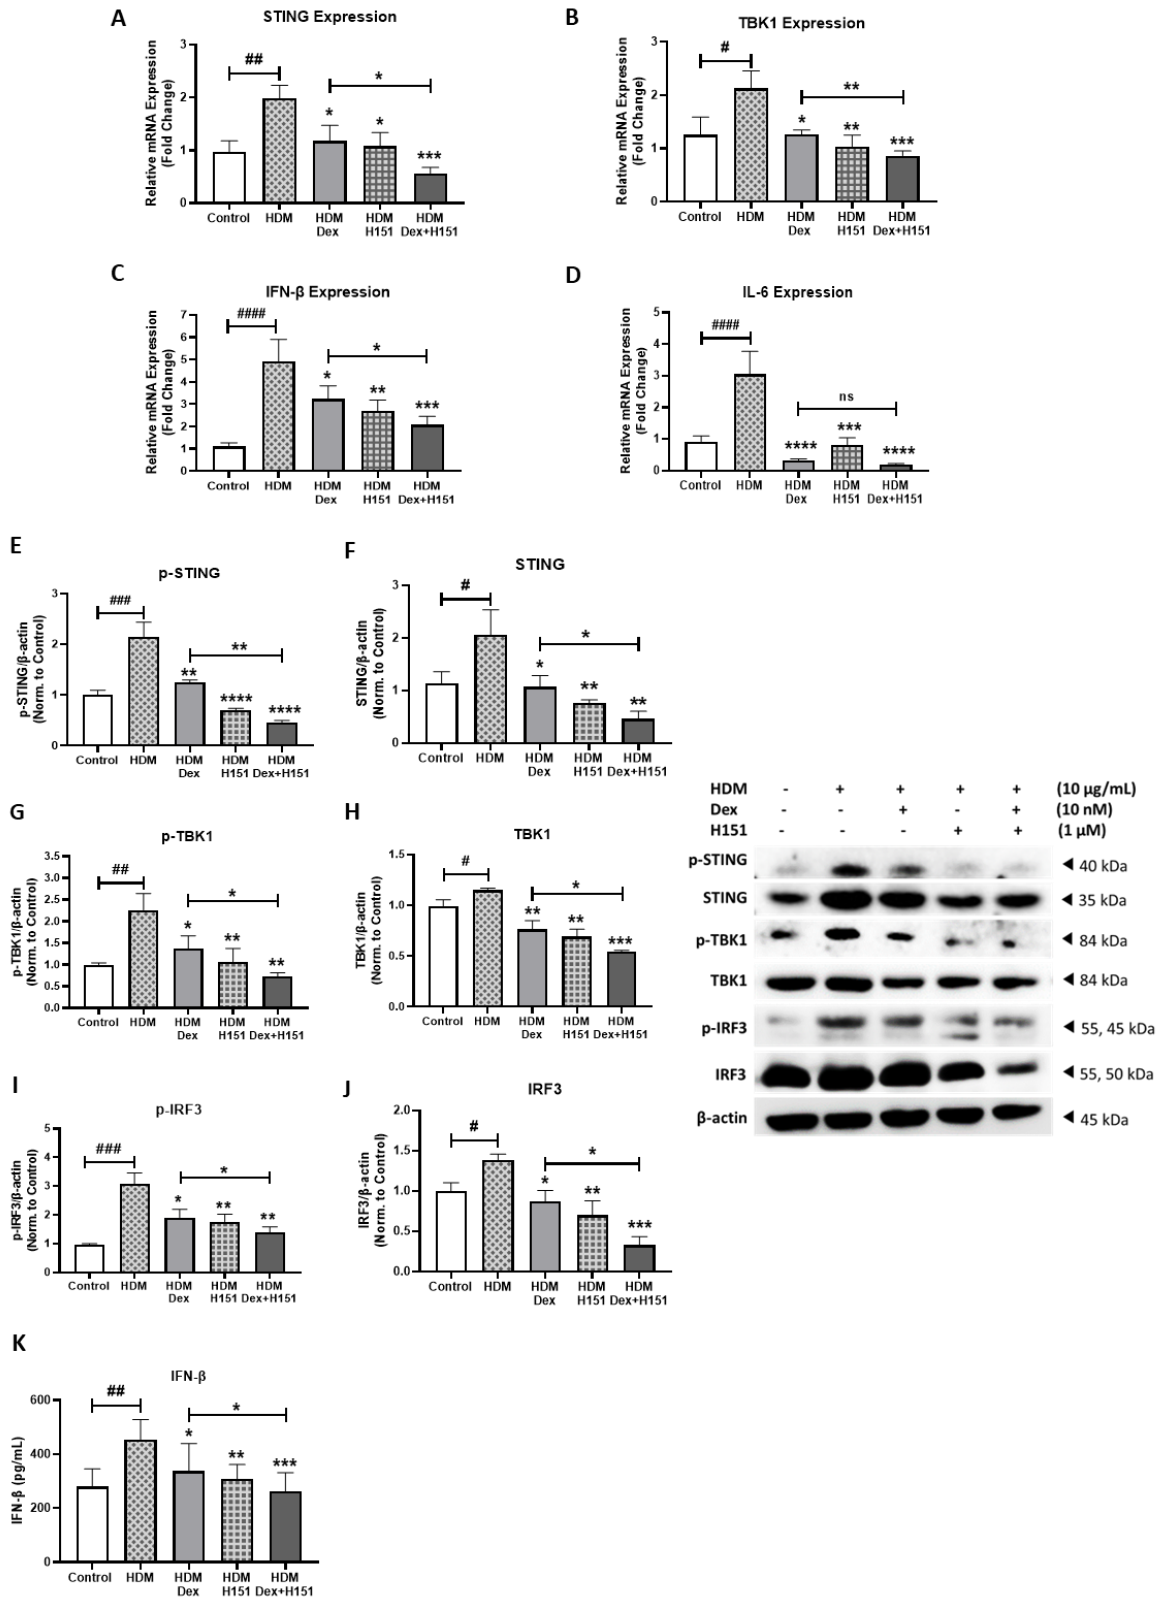 A
STING Expression
Relative mRNA Expression
(Fold Change)
3
2
1
0
##
*
*
*
***
Control
HDM
HDM
Dex
HDM
H151
HDM
Dex+H151
B
TBK1 Expression
Relative mRNA Expression
(Fold Change)
3
2
1
0
#
**
*
**
***
Control
HDM
HDM
Dex
HDM
H151
HDM
Dex+H151
C
IFN-β Expression
Relative mRNA Expression
(Fold Change)
7
6
5
4
3
2
1
0
####
*
*
**
***
Control
HDM
HDM
Dex
HDM
H151
HDM
Dex+H151
D
IL-6 Expression
Relative mRNA Expression
(Fold Change)
5
4
3
2
1
0
####
ns
****
***
****
Control
HDM
HDM
Dex
HDM
H151
HDM
Dex+H151
E
p-STING
p-STING/β-actin
(Norm. to Control)
3
2
1
0
###
**
**
****
****
Control
HDM
HDM
Dex
HDM
H151
HDM
Dex+H151
F
STING
STING/β-actin
(Norm. to Control)
3
2
1
0
#
*
*
**
**
Control
HDM
HDM
Dex
HDM
H151
HDM
Dex+H151
G
p-TBK1
p-TBK1/β-actin
(Norm. to Control)
3.5
3.0
2.5
2.0
1.5
1.0
0.5
0.0
##
*
*
**
**
Control
HDM
HDM
Dex
HDM
H151
HDM
Dex+H151
H
TBK1
TBK1/β-actin
(Norm. to Control)
1.5
1.0
0.5
0.0
#
*
**
**
***
Control
HDM
HDM
Dex
HDM
H151
HDM
Dex+H151
HDM - + + + + (10 µg/mL)
Dex - - + - + (10 nM)
H151 - - - + + (1 µM)
p-STING ◄ 40 kDa
STING ◄ 35 kDa
p-TBK1 ◄ 84 kDa
TBK1 ◄ 84 kDa
p-IRF3 ◄ 55, 45 kDa
IRF3 ◄ 55, 50 kDa
β-actin ◄ 45 kDa
I
p-IRF3
p-IRF3/β-actin
(Norm. to Control)
5
4
3
2
1
0
###
*
*
**
**
Control
HDM
HDM
Dex
HDM
H151
HDM
Dex+H151
J
IRF3
IRF3/β-actin
(Norm. to Control)
2.0
1.5
1.0
0.5
0.0
#
*
*
**
***
Control
HDM
HDM
Dex
HDM
H151
HDM
Dex+H151
K
IFN-β
IFN-β (pg/mL)
600
400
200
0
##
*
*
**
***
Control
HDM
HDM
Dex
HDM
H151
HDM
Dex+H151